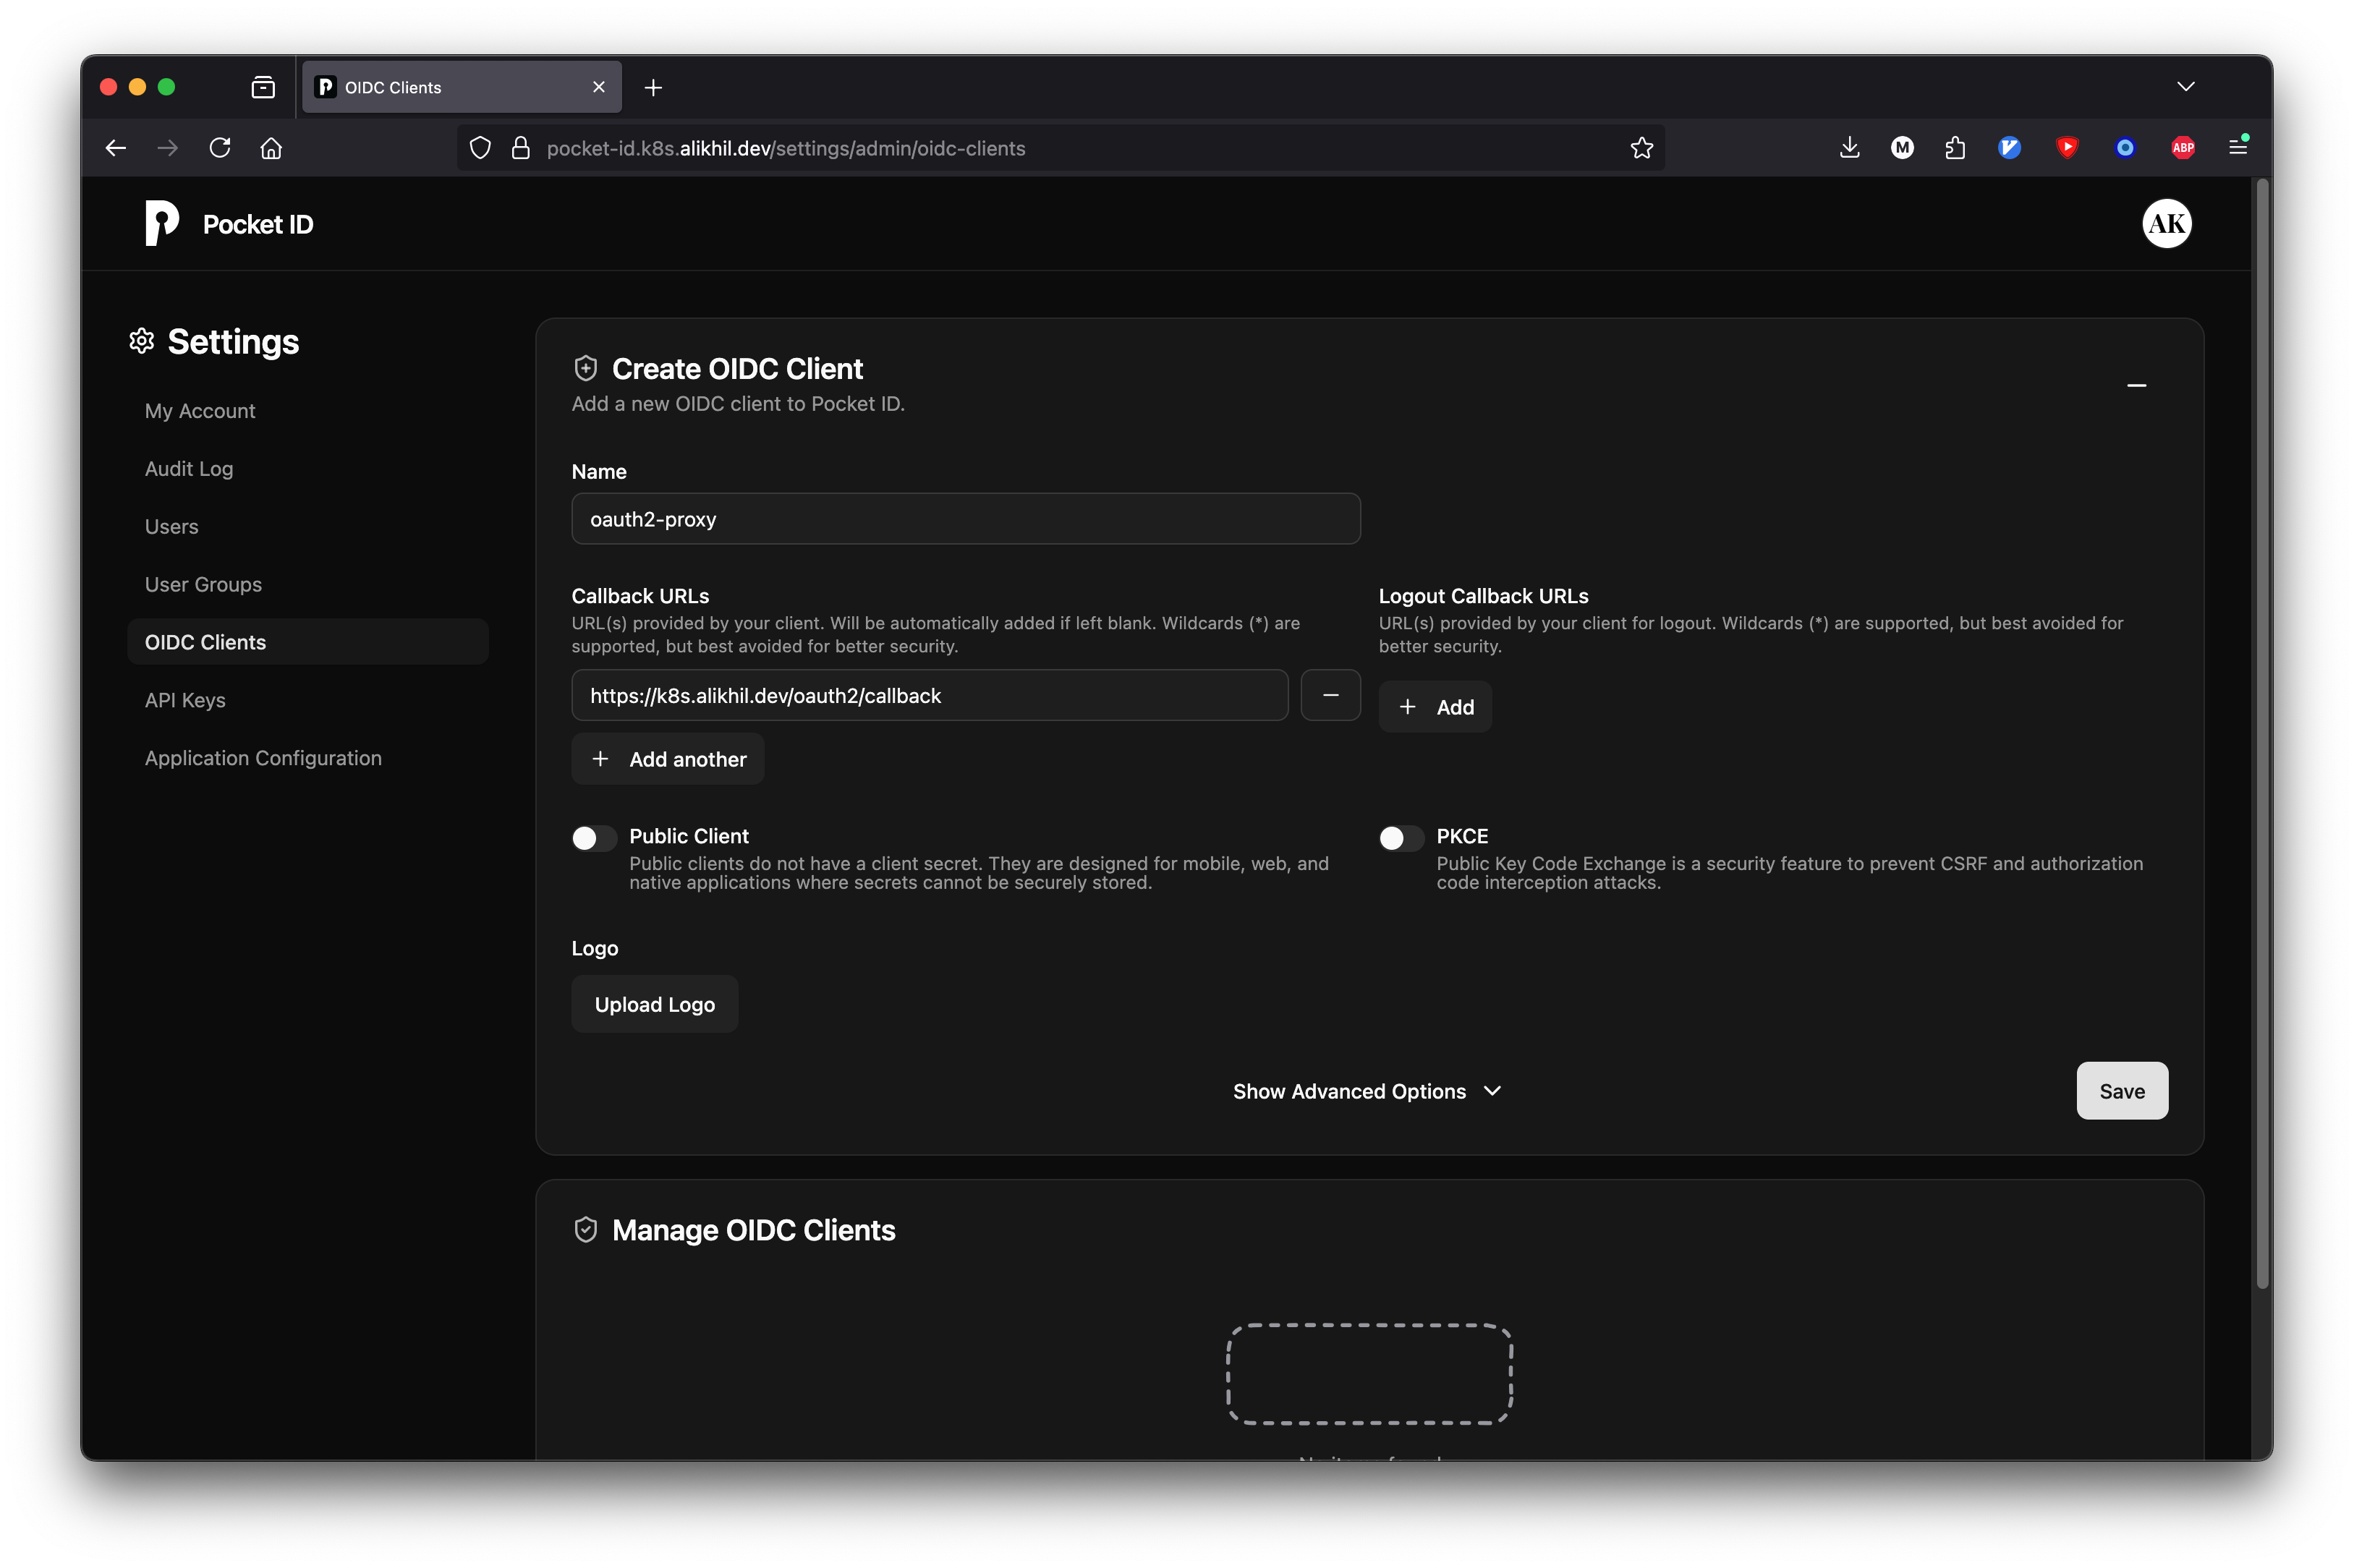 OIDC Clients
pocket-id.k8s.alikhil.dev/settings/admin/oidc-clients
M
ABP
Pocket ID
AK
Settings
My Account
Audit Log
Users
User Groups
OIDC Clients
API Keys
Application Configuration
Create OIDC Client
Add a new OIDC client to Pocket ID.
Name
oauth2-proxy
Callback URLs
URL(s) provided by your client. Will be automatically added if left blank. Wildcards (*) are
supported, but best avoided for better security.
https://k8s.alikhil.dev/oauth2/callback
Add another
Logout Callback URLs
URL(s) provided by your client for logout. Wildcards (*) are supported, but best avoided for
better security.
Add
Public Client
Public clients do not have a client secret. They are designed for mobile, web, and
native applications where secrets cannot be securely stored.
PKCE
Public Key Code Exchange is a security feature to prevent CSRF and authorization
code interception attacks.
Logo
Upload Logo
Show Advanced Options
Save
Manage OIDC Clients